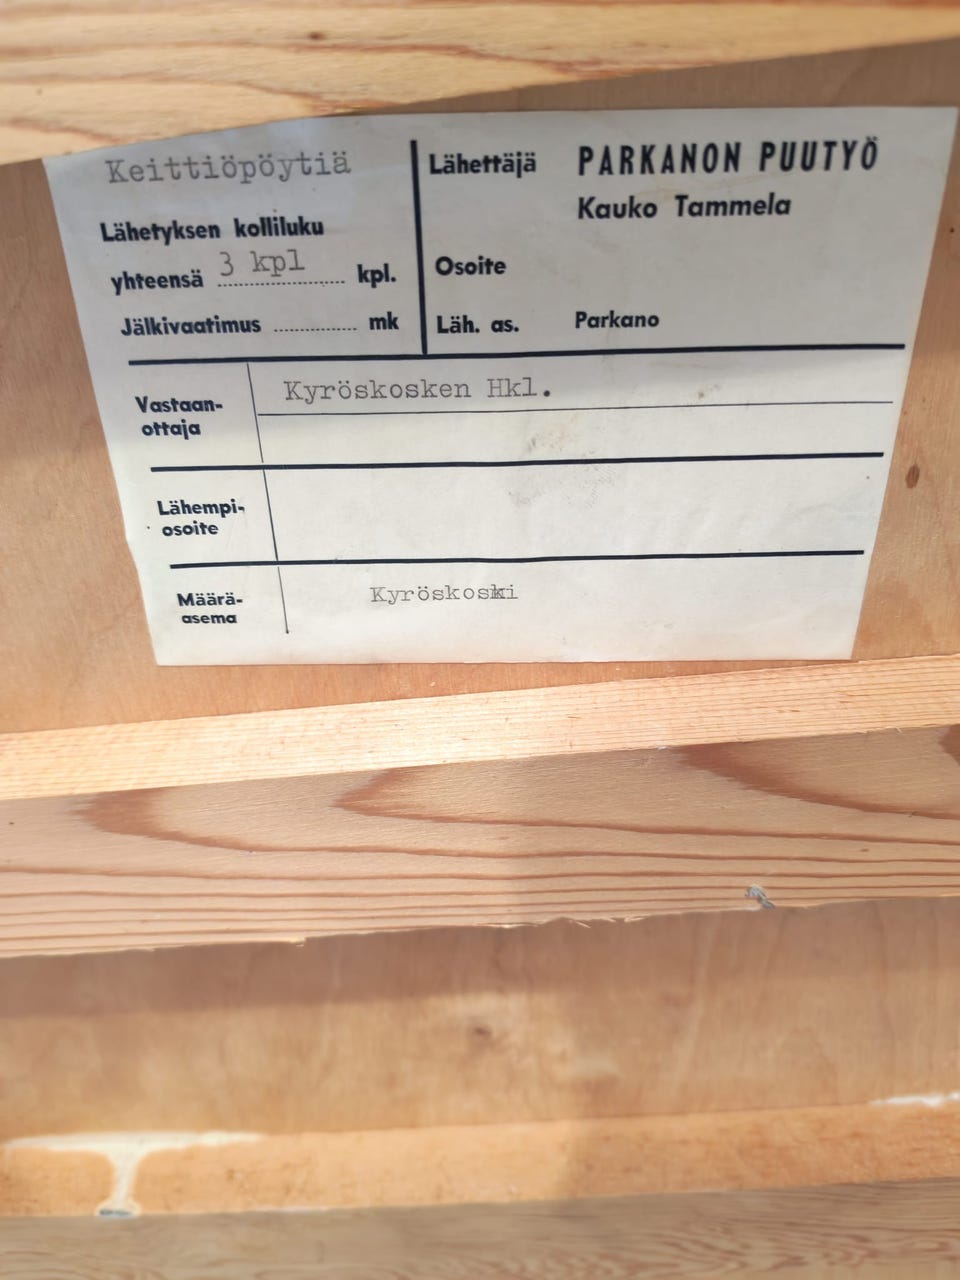 Keittiöpöytiä
Lähetyksen kolliluku
yhteensä 3 kpl kpl.
Jälkivaatimus mk
Lähettäjä PARKANON PUUTYÖ
Kauko Tammela
Osoite
Läh. as. Parkano
Vastaan-
ottaja
Kyröskosken Hkl.
Lähempi-
osoite
Määrä-
asema
Kyröskoski